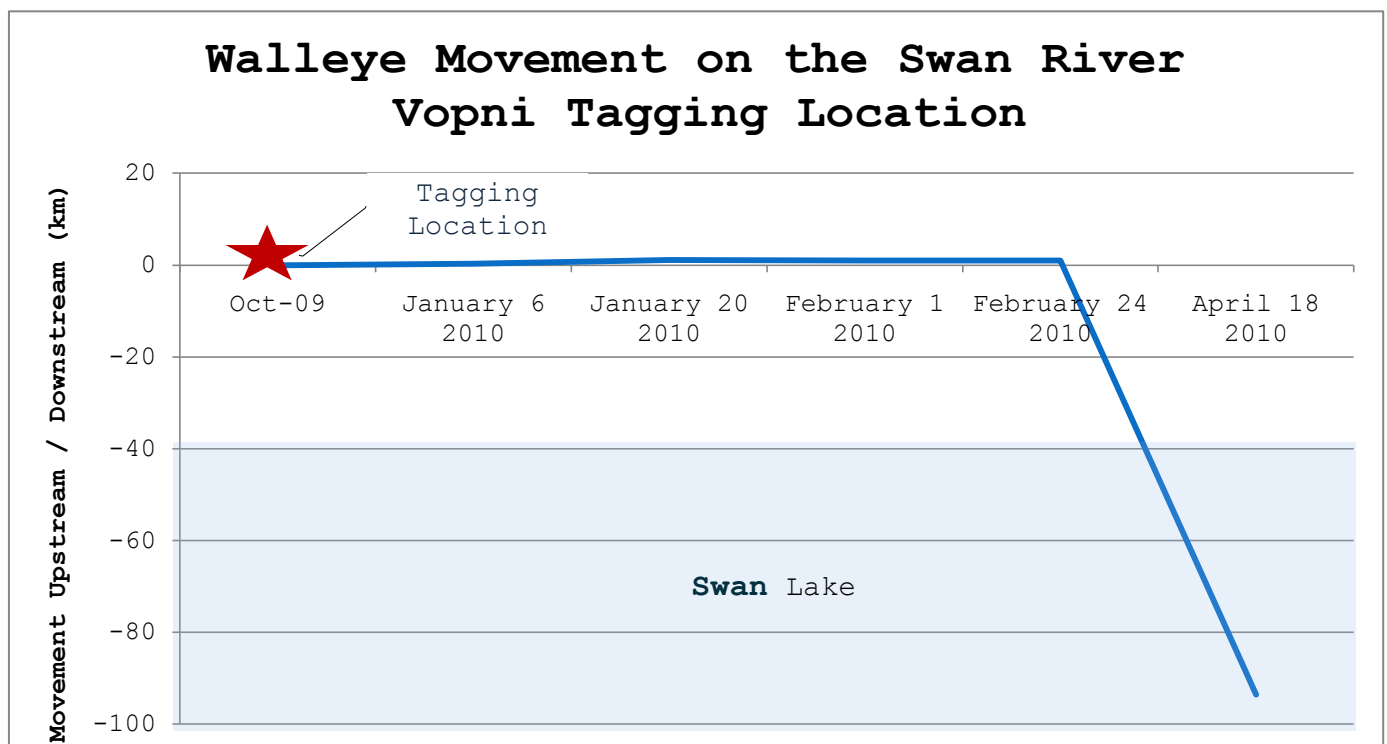 Walleye Movement on the Swan River
Vopni Tagging Location
Movement Upstream / Downstream (km)
20
Tagging
Location
0
Oct-09
January 6
2010
January 20
2010
February 1
2010
February 24
2010
April 18
2010
-20
-40
-60
Swan Lake
-80
-100